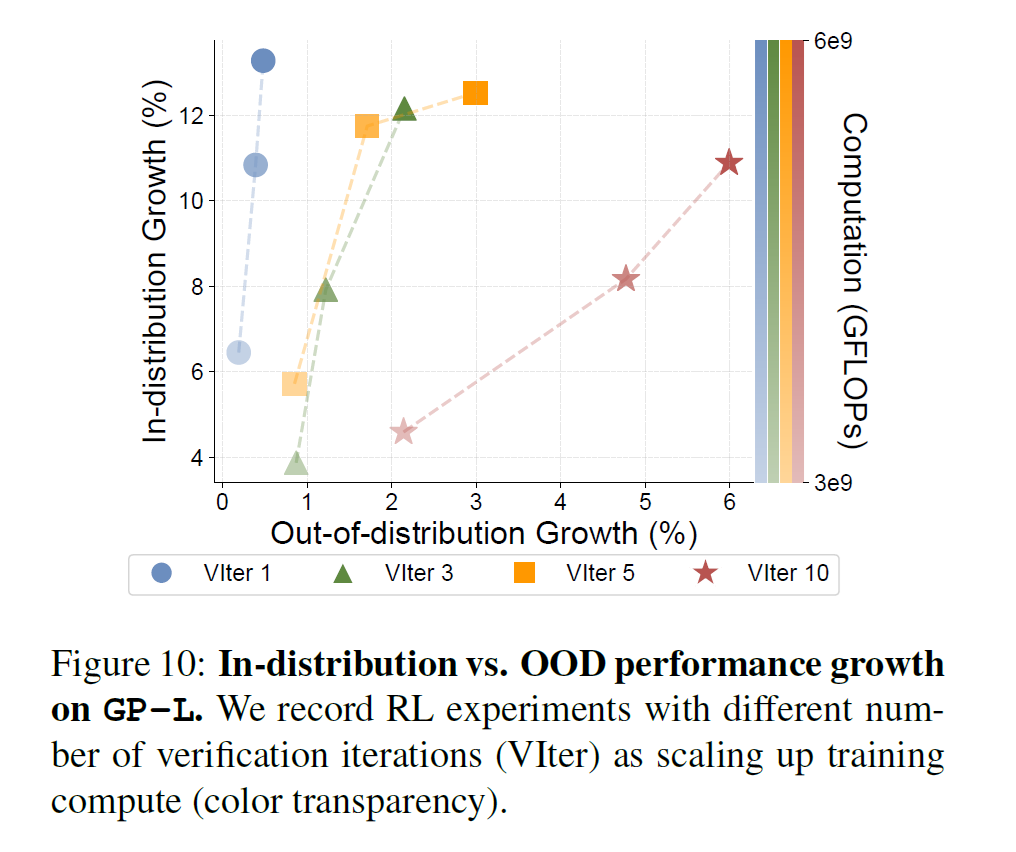 6e9
12
10
8
6
4
In-distribution Growth (%)
Computation (GFLOPs)
3e9
0 1 2 3 4 5 6
Out-of-distribution Growth (%)
VIter 1 VIter 3 VIter 5 VIter 10
Figure 10: In-distribution vs. OOD performance growth
on GP-L. We record RL experiments with different num-
ber of verification iterations (VIter) as scaling up training
compute (color transparency).